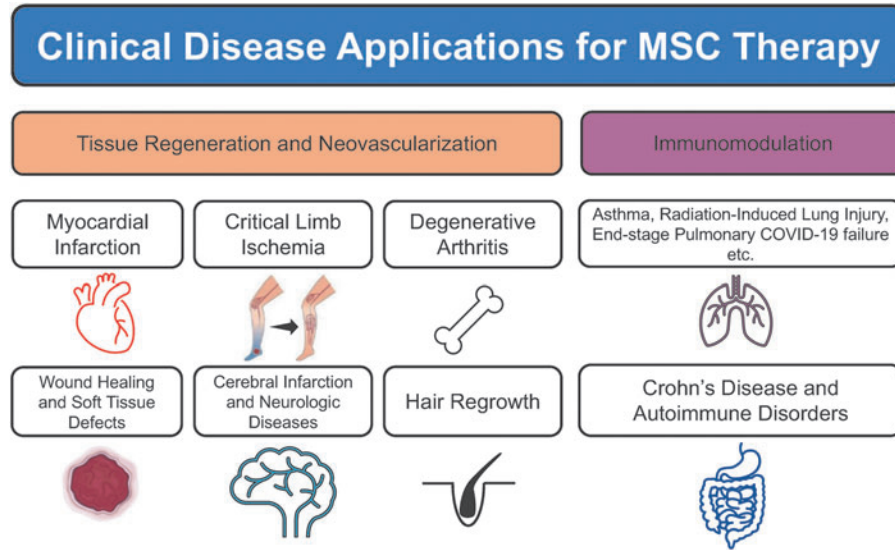 Clinical Disease Applications for MSC Therapy
Tissue Regeneration and Neovascularization
Immunomodulation
Myocardial
Infarction
Critical Limb
Ischemia
Degenerative
Arthritis
Asthma, Radiation-Induced Lung Injury,
End-stage Pulmonary COVID-19 failure
etc.
Wound Healing
and Soft Tissue
Defects
Cerebral Infarction
and Neurologic
Diseases
Hair Regrowth
Crohn’s Disease and
Autoimmune Disorders